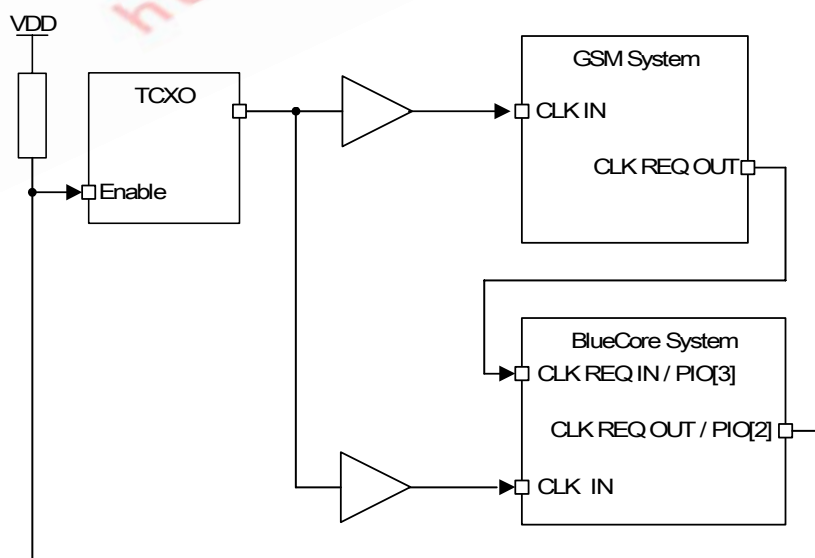 VDD
TCXO
Enable
GSM System
CLK IN
CLK REQ OUT
BlueCore System
CLK REQ IN / PIO[3]
CLK REQ OUT / PIO[2]
CLK IN